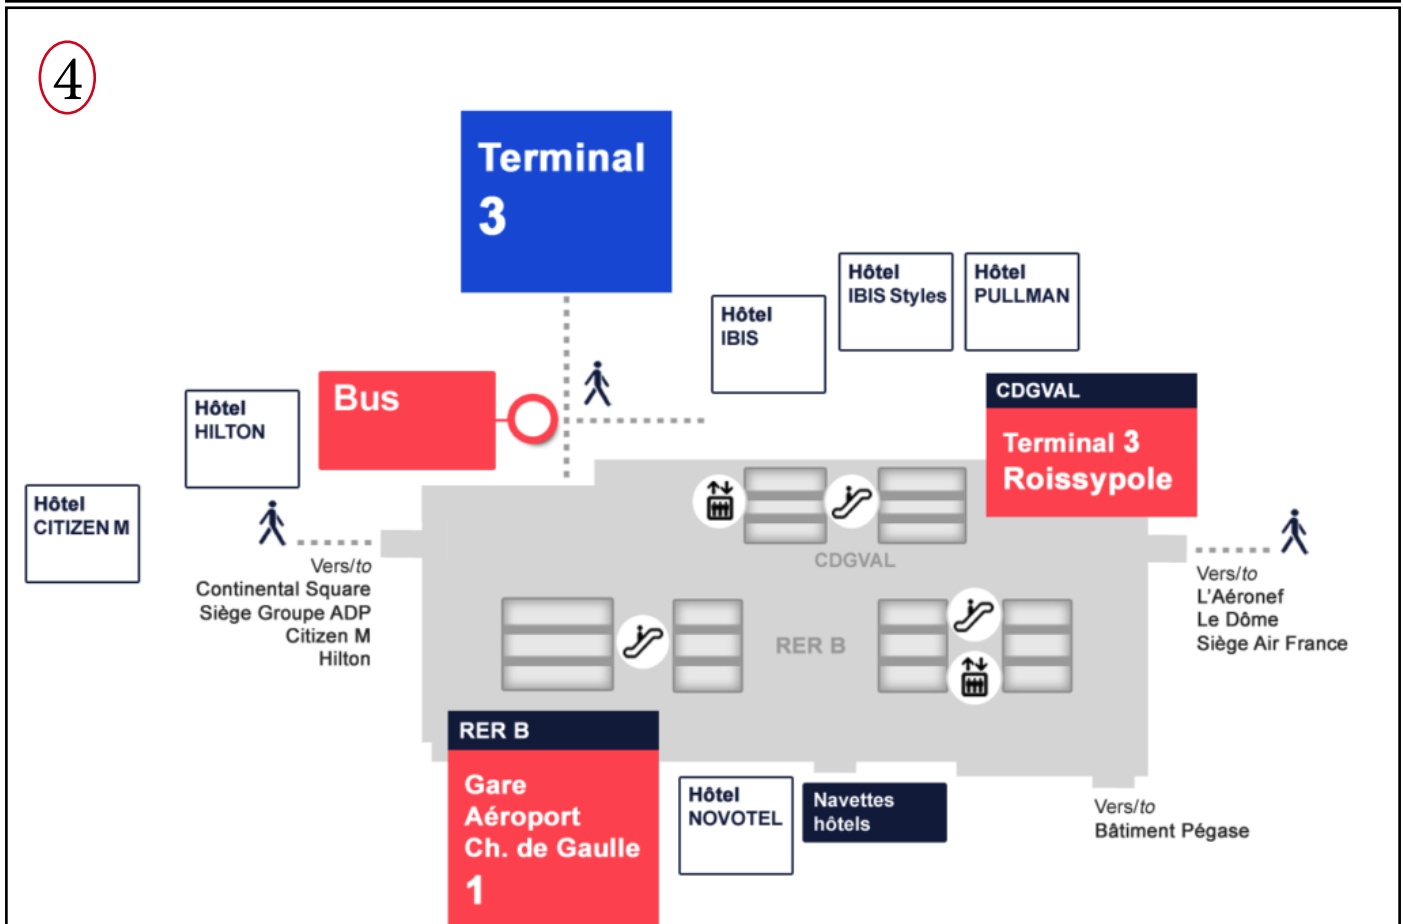 4
Terminal
3
Hôtel
IBIS Styles
Hôtel
PULLMAN
Hôtel
IBIS
Bus
CDGVAL
Terminal 3
Roissypole
Hôtel
HILTON
Hôtel
CITIZEN M
Vers/to
Continental Square
Siège Groupe ADP
Citizen M
Hilton
CDGVAL
Vers/to
L'Aéronef
Le Dôme
Siège Air France
RER B
RER B
Gare
Aéroport
Ch. de Gaulle
1
Hôtel
NOVOTEL
Navettes
hôtels
Vers/to
Bâtiment Pégase